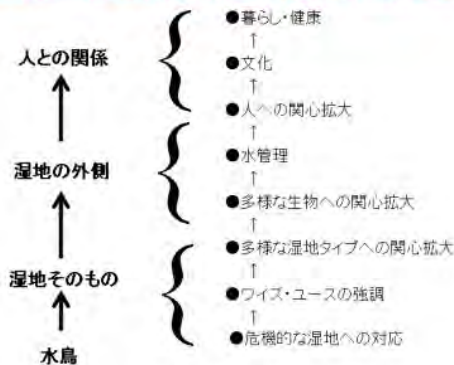 ●暮らし・健康
↑
人との関係
●文化
↑
●人への関心拡大
↑
●水管理
湿地の外側
↑
●多様な生物への関心拡大
↑
●多様な湿地タイプへの関心拡大
↑
湿地そのもの
●ワイズ・ユースの強調
↑
●危機的な湿地への対応
水鳥